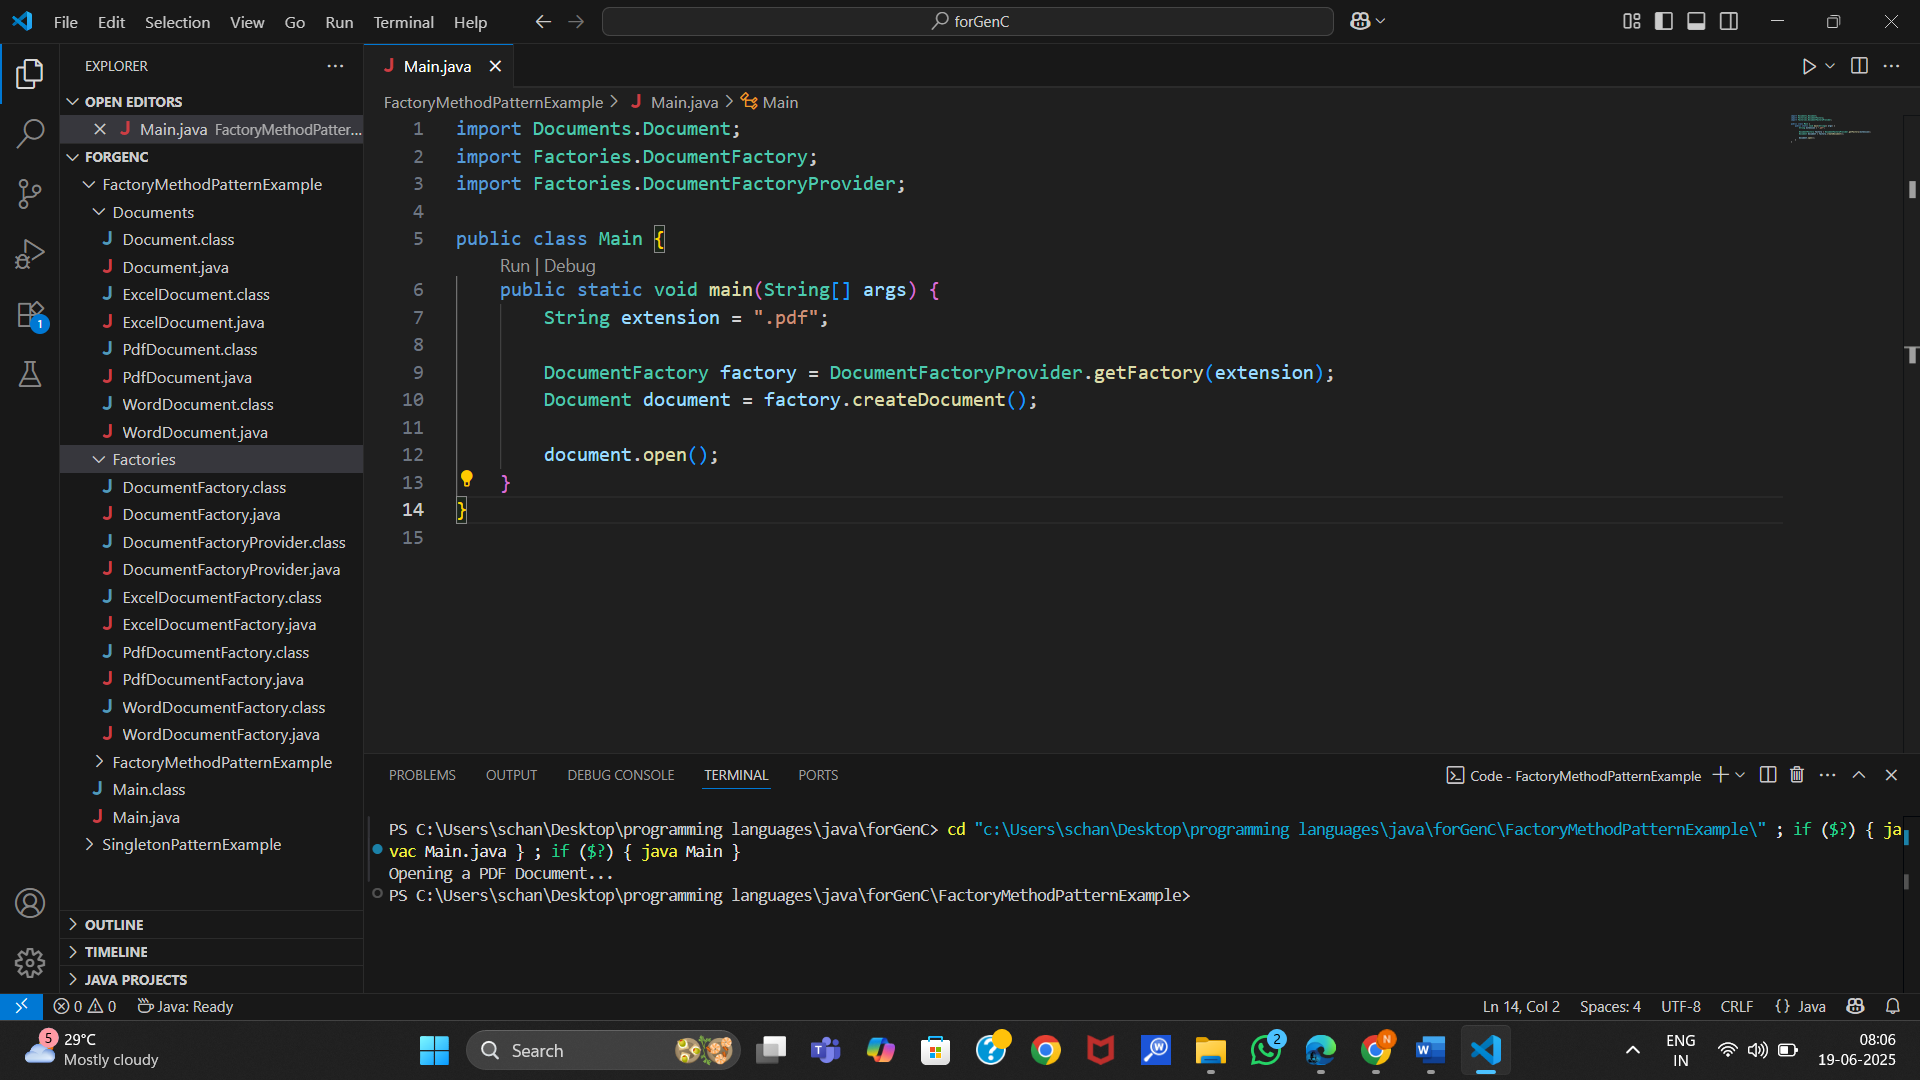 File Edit Selection View Go Run Terminal Help
forGenC
EXPLORER
OPEN EDITORS
Main.java FactoryMethodPatter...
FORGENC
FactoryMethodPatternExample
Documents
Document.class
Document.java
ExcelDocument.class
ExcelDocument.java
PdfDocument.class
PdfDocument.java
WordDocument.class
WordDocument.java
Factories
DocumentFactory.class
DocumentFactory.java
DocumentFactoryProvider.class
DocumentFactoryProvider.java
ExcelDocumentFactory.class
ExcelDocumentFactory.java
PdfDocumentFactory.class
PdfDocumentFactory.java
WordDocumentFactory.class
WordDocumentFactory.java
FactoryMethodPatternExample
Main.class
Main.java
SingletonPatternExample
OUTLINE
TIMELINE
JAVA PROJECTS
1
Main.java
FactoryMethodPatternExample > Main.java > Main
1 import Documents.Document;
2 import Factories.DocumentFactory;
3 import Factories.DocumentFactoryProvider;
4
5 public class Main {
Run | Debug
6 public static void main(String[] args) {
7 String extension = ".pdf";
8
9 DocumentFactory factory = DocumentFactoryProvider.getFactory(extension);
10 Document document = factory.createDocument();
11
12 document.open();
13 }
14 }
15
PROBLEMS OUTPUT DEBUG CONSOLE TERMINAL PORTS
Code - FactoryMethodPatternExample
PS C:\Users\schan\Desktop\programming languages\java\forGenC> cd "c:\Users\schan\Desktop\programming languages\java\forGenC\FactoryMethodPatternExample\" ; if ($?) { ja
vac Main.java } ; if ($?) { java Main }
Opening a PDF Document...
PS C:\Users\schan\Desktop\programming languages\java\forGenC\FactoryMethodPatternExample>
0 0 Java: Ready
Ln 14, Col 2 Spaces: 4 UTF-8 CRLF {} Java
5 29°C
Mostly cloudy
Search
2
N
ENG
IN
08:06
19-06-2025